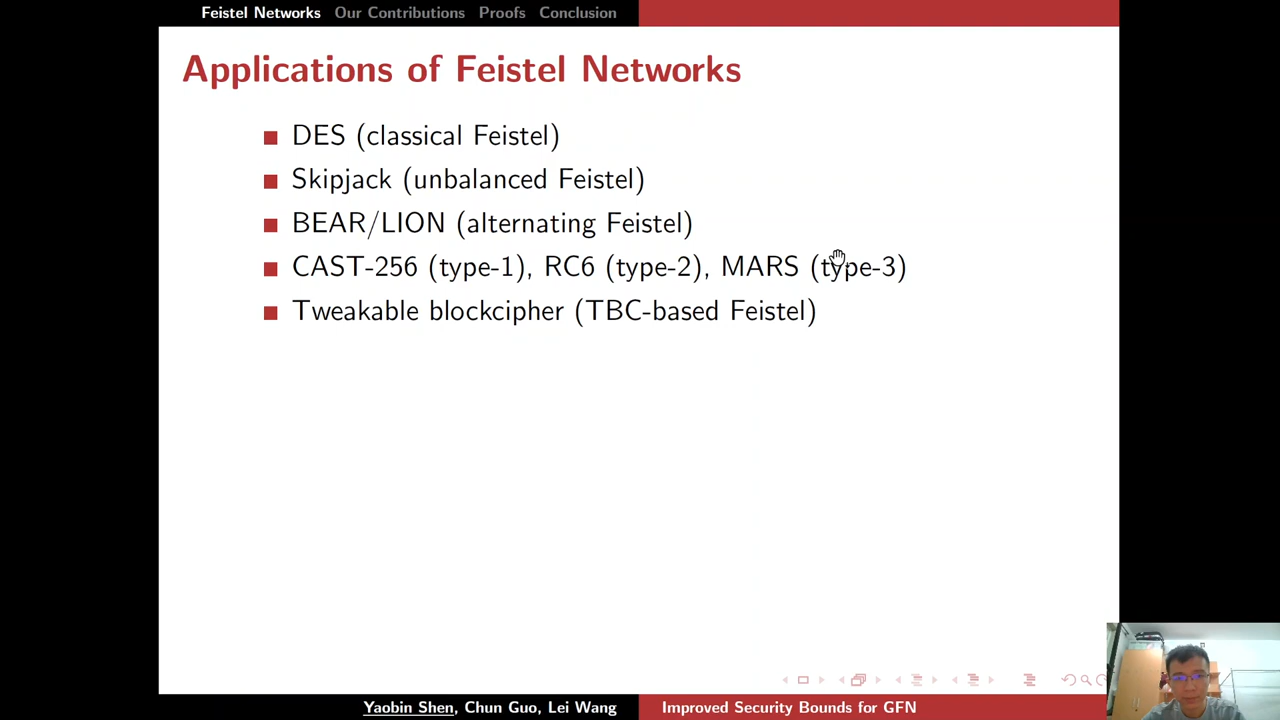 Feistel Networks Our Contributions Proofs Conclusion
Applications of Feistel Networks
DES (classical Feistel)
Skipjack (unbalanced Feistel)
BEAR/LION (alternating Feistel)
CAST-256 (type-1), RC6 (type-2), MARS (type-3)
Tweakable blockcipher (TBC-based Feistel)
Yaobin Shen, Chun Guo, Lei Wang Improved Security Bounds for GFN